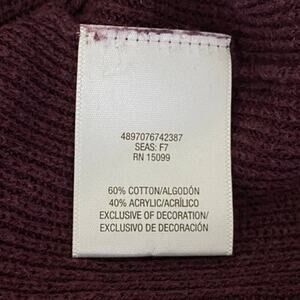 4897076742387
SEAS: F7
RN 15099
60% COTTON/ALGODÓN
40% ACRYLIC/ACRÍLICO
EXCLUSIVE OF DECORATION/
EXCLUSIVO DE DECORACIÓN